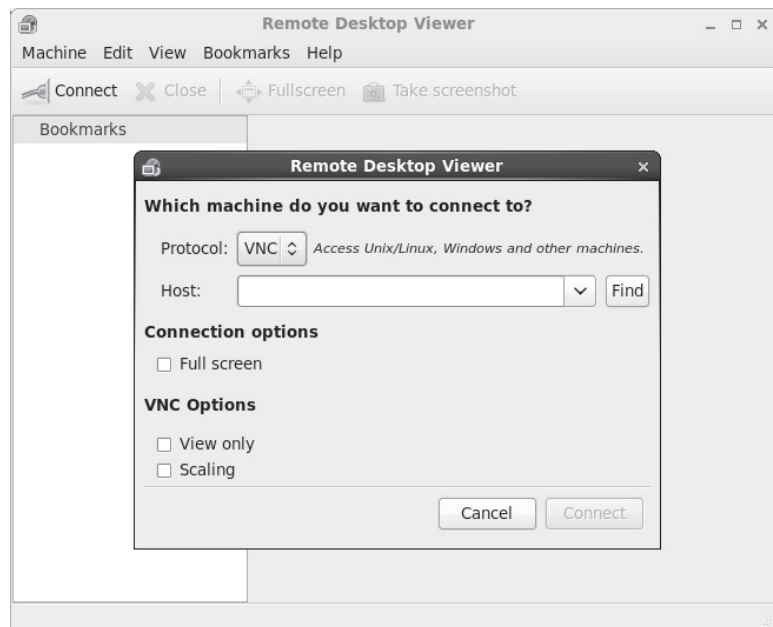 Remote Desktop Viewer
Machine Edit View Bookmarks Help
Connect Close Fullscreen Take screenshot
Bookmarks
Remote Desktop Viewer
Which machine do you want to connect to?
Protocol: VNC Access Unix/Linux, Windows and other machines.
Host: Find
Connection options
Full screen
VNC Options
View only
Scaling
Cancel Connect